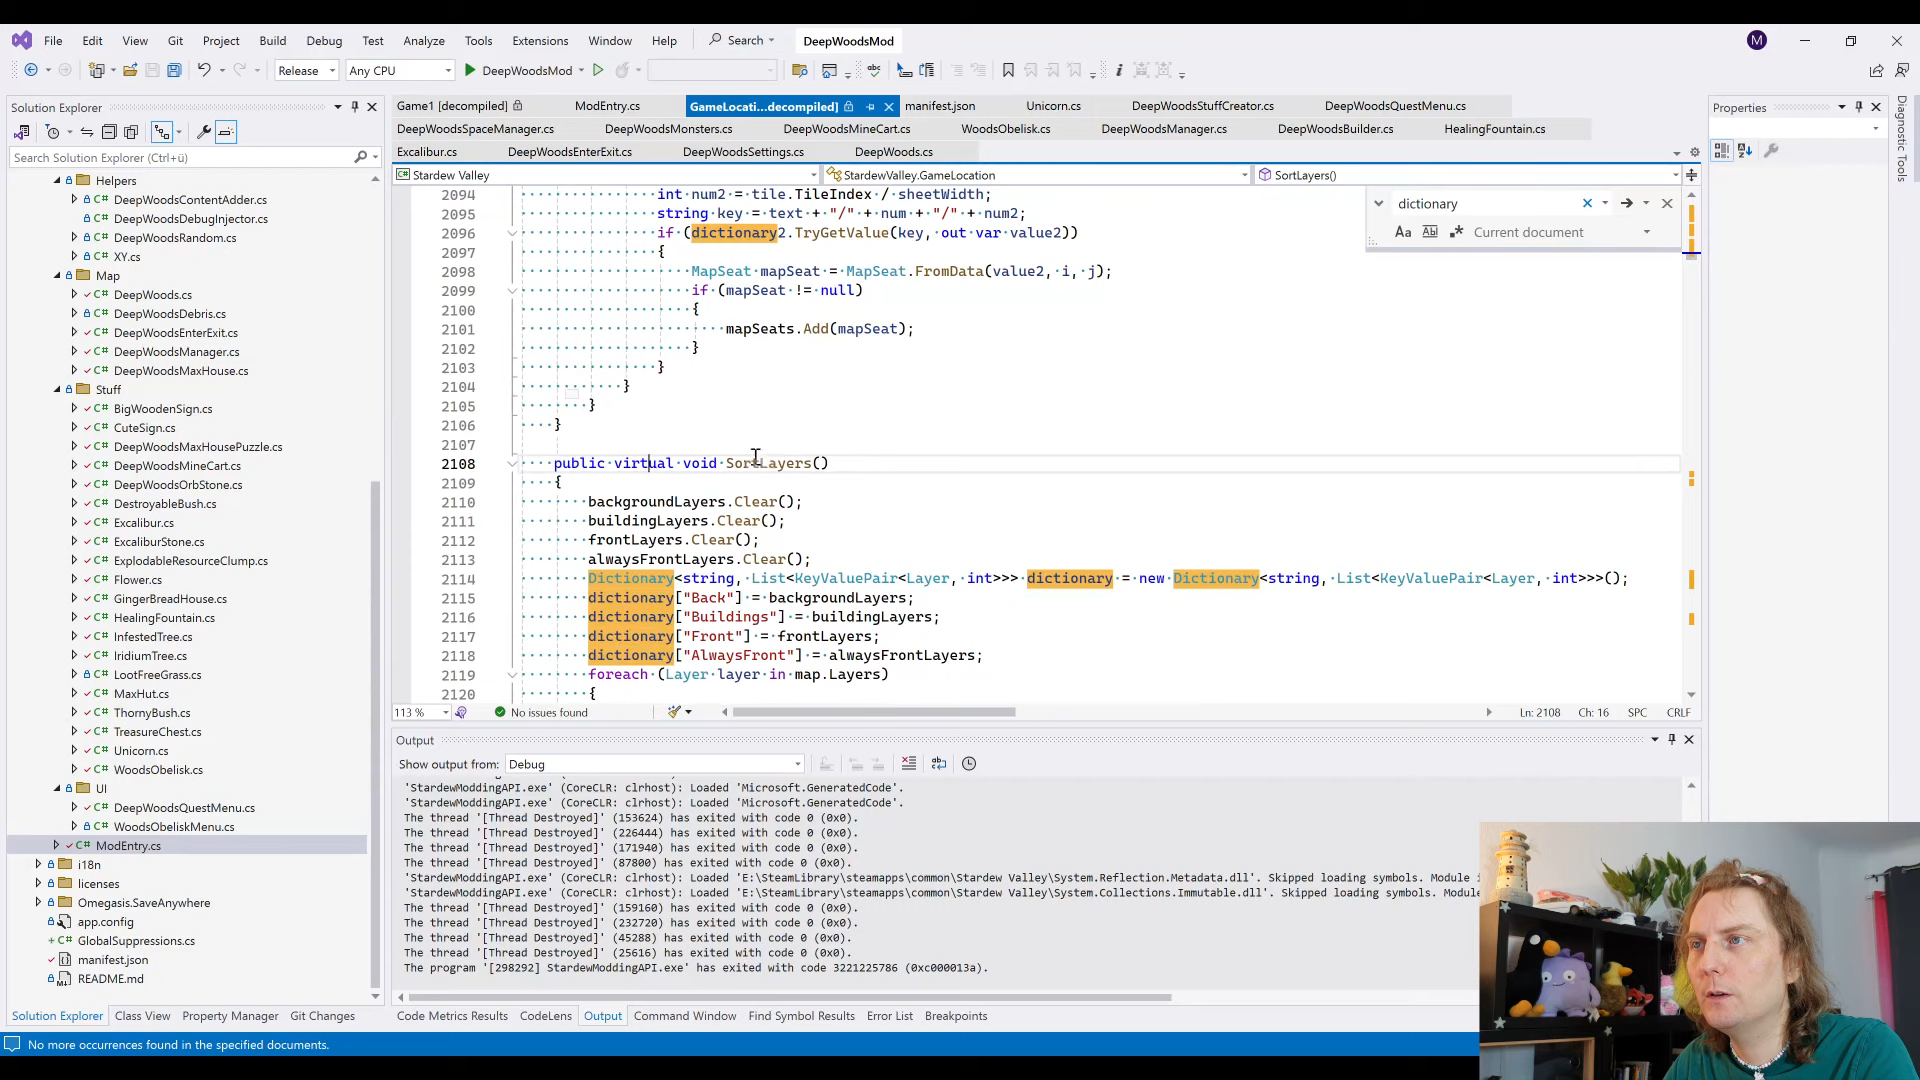 File Edit View Git Project Build Debug Test Analyze Tools Extensions Window Help Search DeepWoodsMod M
Release Any CPU DeepWoodsMod
Solution Explorer
Search Solution Explorer (Ctrl+ü)
Helpers
C# DeepWoodsContentAdder.cs
C# DeepWoodsDebugInjector.cs
C# DeepWoodsRandom.cs
C# XY.cs
Map
C# DeepWoods.cs
C# DeepWoodsDebris.cs
C# DeepWoodsEnterExit.cs
C# DeepWoodsManager.cs
C# DeepWoodsMaxHouse.cs
Stuff
C# BigWoodenSign.cs
C# CuteSign.cs
C# DeepWoodsMaxHousePuzzle.cs
C# DeepWoodsMineCart.cs
C# DeepWoodsOrbStone.cs
C# DestroyableBush.cs
C# Excalibur.cs
C# ExcaliburStone.cs
C# ExplodableResourceClump.cs
C# Flower.cs
C# GingerBreadHouse.cs
C# HealingFountain.cs
C# InfestedTree.cs
C# IridiumTree.cs
C# LootFreeGrass.cs
C# MaxHut.cs
C# ThornyBush.cs
C# TreasureChest.cs
C# Unicorn.cs
C# WoodsObelisk.cs
UI
C# DeepWoodsQuestMenu.cs
C# WoodsObeliskMenu.cs
C# ModEntry.cs
i18n
licenses
Omegasis.SaveAnywhere
app.config
C# GlobalSuppressions.cs
manifest.json
README.md
Solution Explorer Class View Property Manager Git Changes
Game1 [decompiled] ModEntry.cs GameLocati...decompiled] manifest.json Unicorn.cs DeepWoodsStuffCreator.cs DeepWoodsQuestMenu.cs
DeepWoodsSpaceManager.cs DeepWoodsMonsters.cs DeepWoodsMineCart.cs WoodsObelisk.cs DeepWoodsManager.cs DeepWoodsBuilder.cs HealingFountain.cs
Excalibur.cs DeepWoodsEnterExit.cs DeepWoodsSettings.cs DeepWoods.cs
C# Stardew Valley StardewValley.GameLocation SortLayers()
dictionary
Aa Current document
2094 int num2 = tile.TileIndex / sheetWidth;
2095 string key = text + "/" + num + "/" + num2;
2096 if (dictionary2.TryGetValue(key, out var value2))
2097 {
2098 MapSeat mapSeat = MapSeat.FromData(value2, i, j);
2099 if (mapSeat != null)
2100 {
2101 mapSeats.Add(mapSeat);
2102 }
2103 }
2104 }
2105 }
2106 }
2107
2108 public virtual void SortLayers()
2109 {
2110 backgroundLayers.Clear();
2111 buildingLayers.Clear();
2112 frontLayers.Clear();
2113 alwaysFrontLayers.Clear();
2114 Dictionary<string, List<KeyValuePair<Layer, int>>> dictionary = new Dictionary<string, List<KeyValuePair<Layer, int>>>();
2115 dictionary["Back"] = backgroundLayers;
2116 dictionary["Buildings"] = buildingLayers;
2117 dictionary["Front"] = frontLayers;
2118 dictionary["AlwaysFront"] = alwaysFrontLayers;
2119 foreach (Layer layer in map.Layers)
2120 {
113 % No issues found Ln: 2108 Ch: 16 SPC CRLF
Output
Show output from: Debug
'StardewModdingAPI.exe' (CoreCLR: clrhost): Loaded 'Microsoft.GeneratedCode'.
'StardewModdingAPI.exe' (CoreCLR: clrhost): Loaded 'Microsoft.GeneratedCode'.
The thread '[Thread Destroyed]' (153624) has exited with code 0 (0x0).
The thread '[Thread Destroyed]' (226444) has exited with code 0 (0x0).
The thread '[Thread Destroyed]' (171940) has exited with code 0 (0x0).
The thread '[Thread Destroyed]' (87800) has exited with code 0 (0x0).
'StardewModdingAPI.exe' (CoreCLR: clrhost): Loaded 'E:\SteamLibrary\steamapps\common\Stardew Valley\System.Reflection.Metadata.dll'. Skipped loading symbols. Module i
'StardewModdingAPI.exe' (CoreCLR: clrhost): Loaded 'E:\SteamLibrary\steamapps\common\Stardew Valley\System.Collections.Immutable.dll'. Skipped loading symbols. Module
The thread '[Thread Destroyed]' (159160) has exited with code 0 (0x0).
The thread '[Thread Destroyed]' (232720) has exited with code 0 (0x0).
The thread '[Thread Destroyed]' (45288) has exited with code 0 (0x0).
The thread '[Thread Destroyed]' (25616) has exited with code 0 (0x0).
The program '[298292] StardewModdingAPI.exe' has exited with code 3221225786 (0xc000013a).
Code Metrics Results CodeLens Output Command Window Find Symbol Results Error List Breakpoints
Properties
Diagnostic Tools
No more occurrences found in the specified documents.